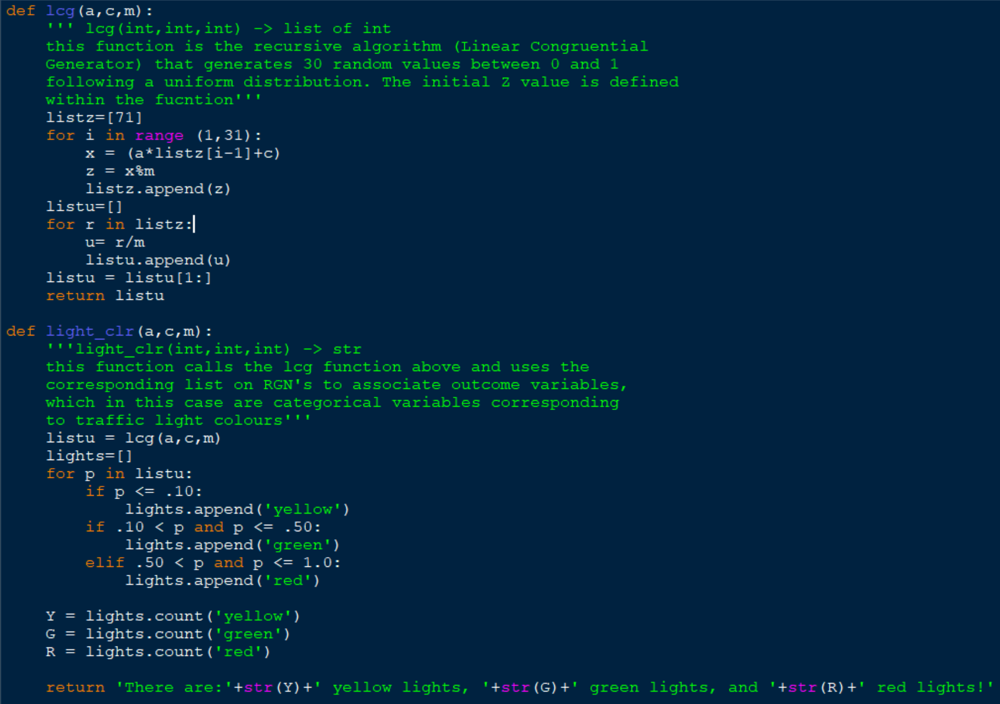 def lcg(a,c,m):
    ''' lcg(int,int,int) -> list of int
    this function is the recursive algorithm (Linear Congruential
    Generator) that generates 30 random values between 0 and 1
    following a uniform distribution. The initial Z value is defined
    within the fucntion'''
    listz=[71]
    for i in range (1,31):
        x = (a*listz[i-1]+c)
        z = x%m
        listz.append(z)
    listu=[]
    for r in listz:
        u= r/m
        listu.append(u)
    listu = listu[1:]
    return listu

def light_clr(a,c,m):
    '''light_clr(int,int,int) -> str
    this function calls the lcg function above and uses the
    corresponding list on RGN's to associate outcome variables,
    which in this case are categorical variables corresponding
    to traffic light colours'''
    listu = lcg(a,c,m)
    lights=[]
    for p in listu:
        if p <= .10:
            lights.append('yellow')
        if .10 < p and p <= .50:
            lights.append('green')
        elif .50 < p and p <= 1.0:
            lights.append('red')

    Y = lights.count('yellow')
    G = lights.count('green')
    R = lights.count('red')

    return 'There are:'+str(Y)+' yellow lights, '+str(G)+' green lights, and '+str(R)+' red lights!'